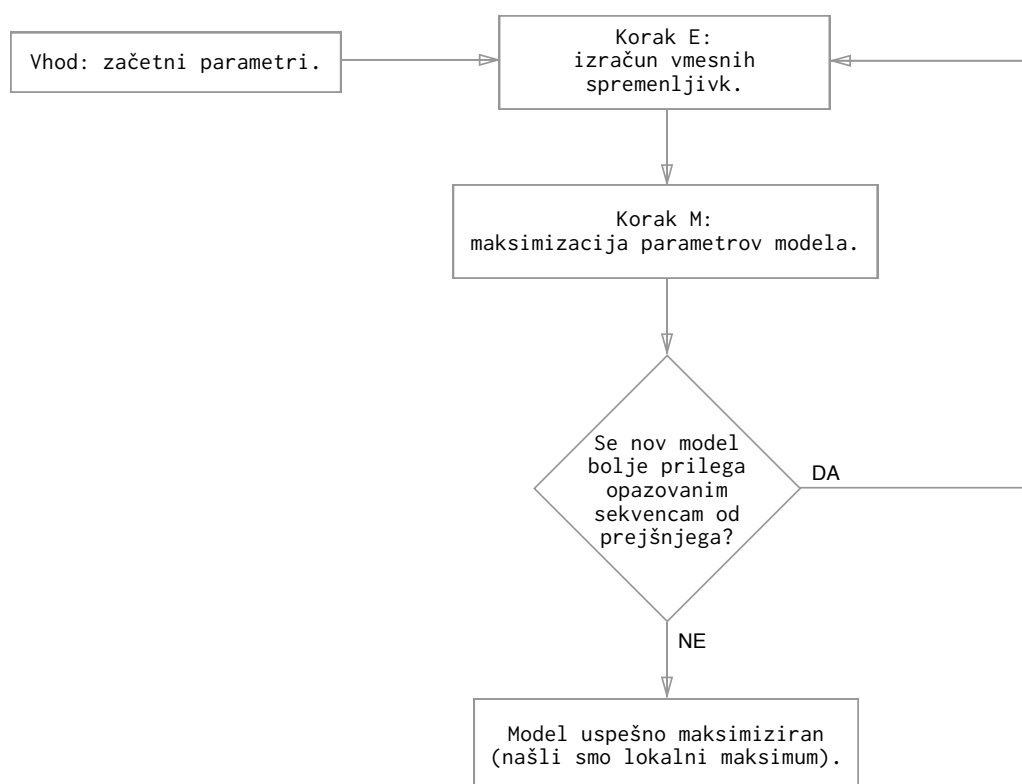 Vhod: začetni parametri.
Korak E:
izračun vmesnih
spremenljivk.
Korak M:
maksimizacija parametrov modela.
Se nov model
bolje prilega
opazovanim
sekvencam od
prejšnjega?
DA
NE
Model uspešno maksimiziran
(našli smo lokalni maksimum).